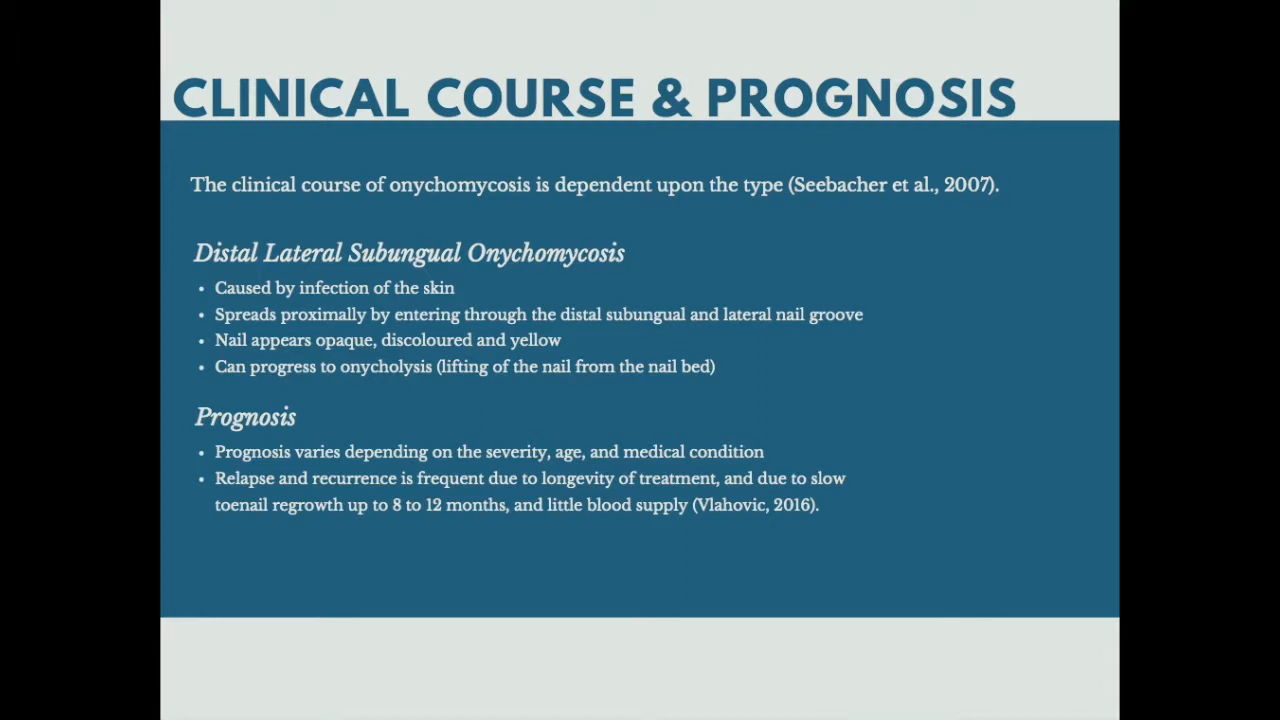 CLINICAL COURSE & PROGNOSIS
The clinical course of onychomycosis is dependent upon the type (Seebacher et al., 2007).
Distal Lateral Subungual Onychomycosis
• Caused by infection of the skin
• Spreads proximally by entering through the distal subungual and lateral nail groove
• Nail appears opaque, discoloured and yellow
• Can progress to onycholysis (lifting of the nail from the nail bed)
Prognosis
• Prognosis varies depending on the severity, age, and medical condition
• Relapse and recurrence is frequent due to longevity of treatment, and due to slow
toenail regrowth up to 8 to 12 months, and little blood supply (Vlahovic, 2016).